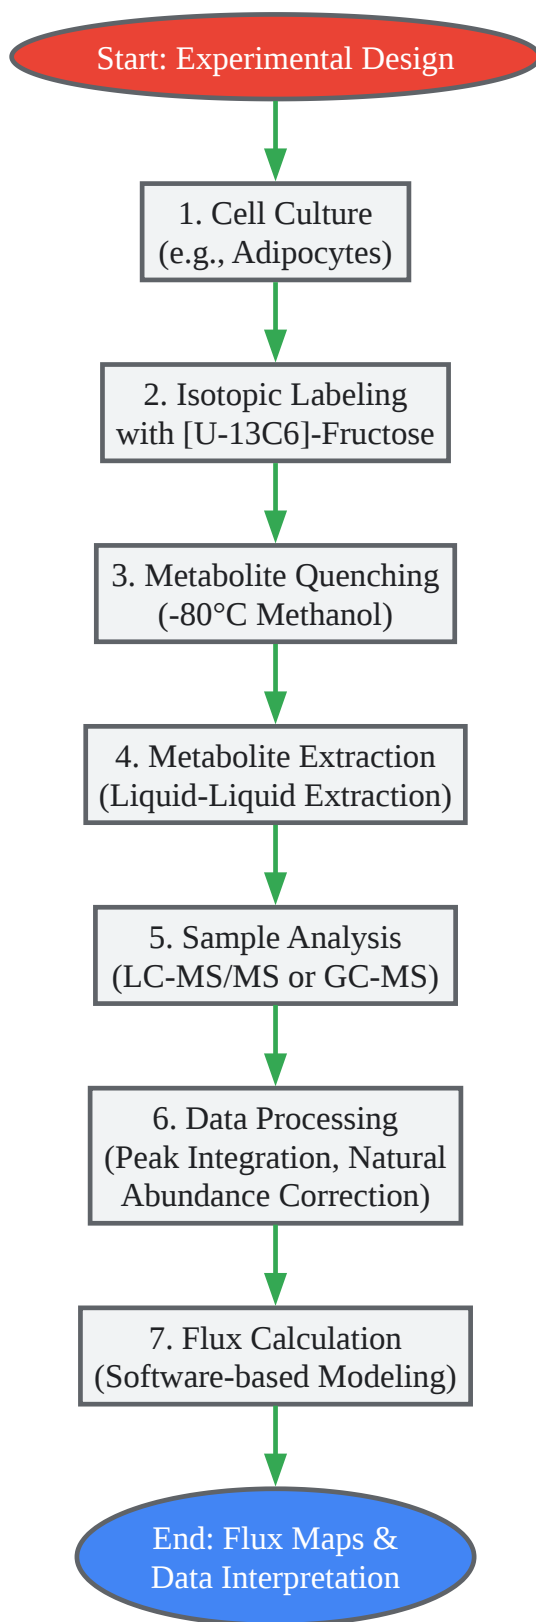 Start: Experimental Design
1. Cell Culture
(e.g., Adipocytes)
2. Isotopic Labeling
with [U-13C6]-Fructose
3. Metabolite Quenching
(-80°C Methanol)
4. Metabolite Extraction
(Liquid-Liquid Extraction)
5. Sample Analysis
(LC-MS/MS or GC-MS)
6. Data Processing
(Peak Integration, Natural
Abundance Correction)
7. Flux Calculation
(Software-based Modeling)
End: Flux Maps &
Data Interpretation